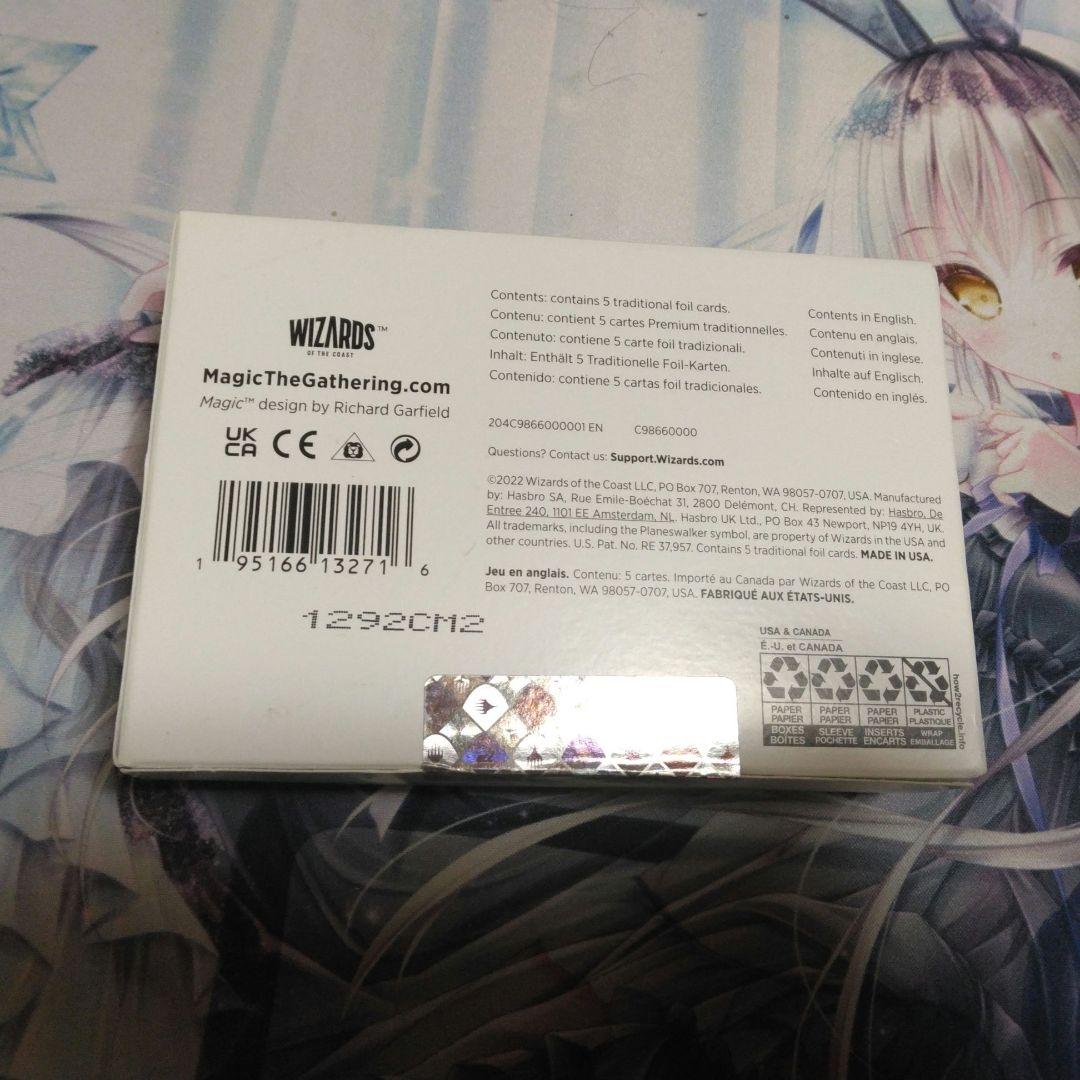 WIZARDS™
OF THE COAST
MagicTheGathering.com
Magic™ design by Richard Garfield
UK
CA CE
1 95166 13271 6
1292CM2
Contents: contains 5 traditional foil cards.
Contenu: contient 5 cartes Premium traditionnelles.
Contenuto: contiene 5 carte foil tradizionali.
Inhalt: Enthält 5 Traditionelle Foil-Karten.
Contenido: contiene 5 cartas foil tradicionales.
Contents in English.
Contenu en anglais.
Contenuti in inglese.
Inhalte auf Englisch.
Contenido en inglés.
204C9866000001 EN C98660000
Questions? Contact us: Support.Wizards.com
©2022 Wizards of the Coast LLC, PO Box 707, Renton, WA 98057-0707, USA. Manufactured
by: Hasbro SA, Rue Emile-Boéchat 31, 2800 Delémont, CH. Represented by: Hasbro, De
Entree 240, 1101 EE Amsterdam, NL. Hasbro UK Ltd., PO Box 43 Newport, NP19 4YH, UK.
All trademarks, including the Planeswalker symbol, are property of Wizards in the USA and
other countries. U.S. Pat. No. RE 37,957. Contains 5 traditional foil cards. MADE IN USA.
Jeu en anglais. Contenu: 5 cartes. Importé au Canada par Wizards of the Coast LLC, PO
Box 707, Renton, WA 98057-0707, USA. FABRIQUÉ AUX ÉTATS-UNIS.
USA & CANADA
É.-U. et CANADA
PAPER PAPER PAPER PLASTIC
PAPIER PAPIER PAPIER PLASTIQUE
BOXES SLEEVE INSERTS WRAP
BOÎTES POCHETTE ENCARTS EMBALLAGE
how2recycle.info